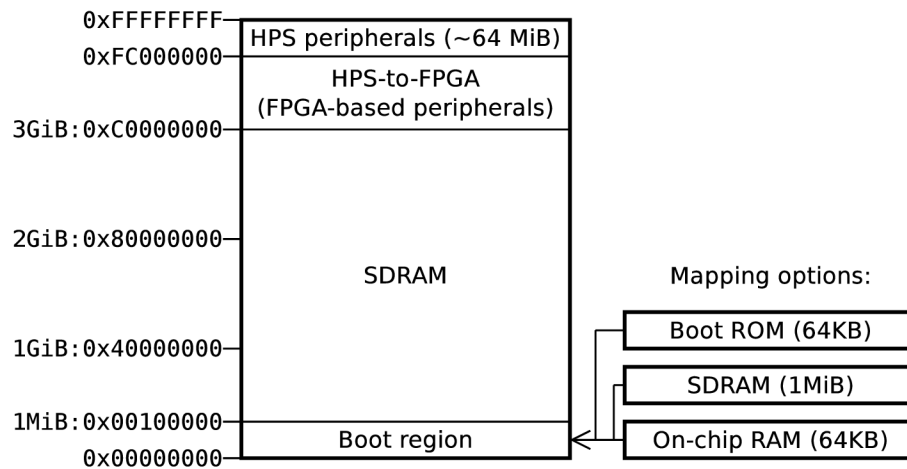 0xFFFFFFFF
HPS peripherals (~64 MiB)
0xFC000000
HPS-to-FPGA
(FPGA-based peripherals)
3GiB:0xC0000000
2GiB:0x80000000
SDRAM
Mapping options:
Boot ROM (64KB)
1GiB:0x40000000
SDRAM (1MiB)
1MiB:0x00100000
Boot region
On-chip RAM (64KB)
0x00000000